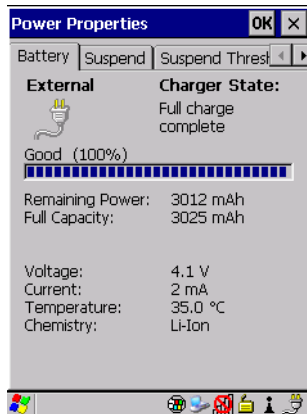 Power Properties OK
Battery Suspend Suspend Thresh
External Charger State:
Full charge
complete
Good (100%)
Remaining Power: 3012 mAh
Full Capacity: 3025 mAh
Voltage: 4.1 V
Current: 2 mA
Temperature: 35.0 °C
Chemistry: Li-Ion